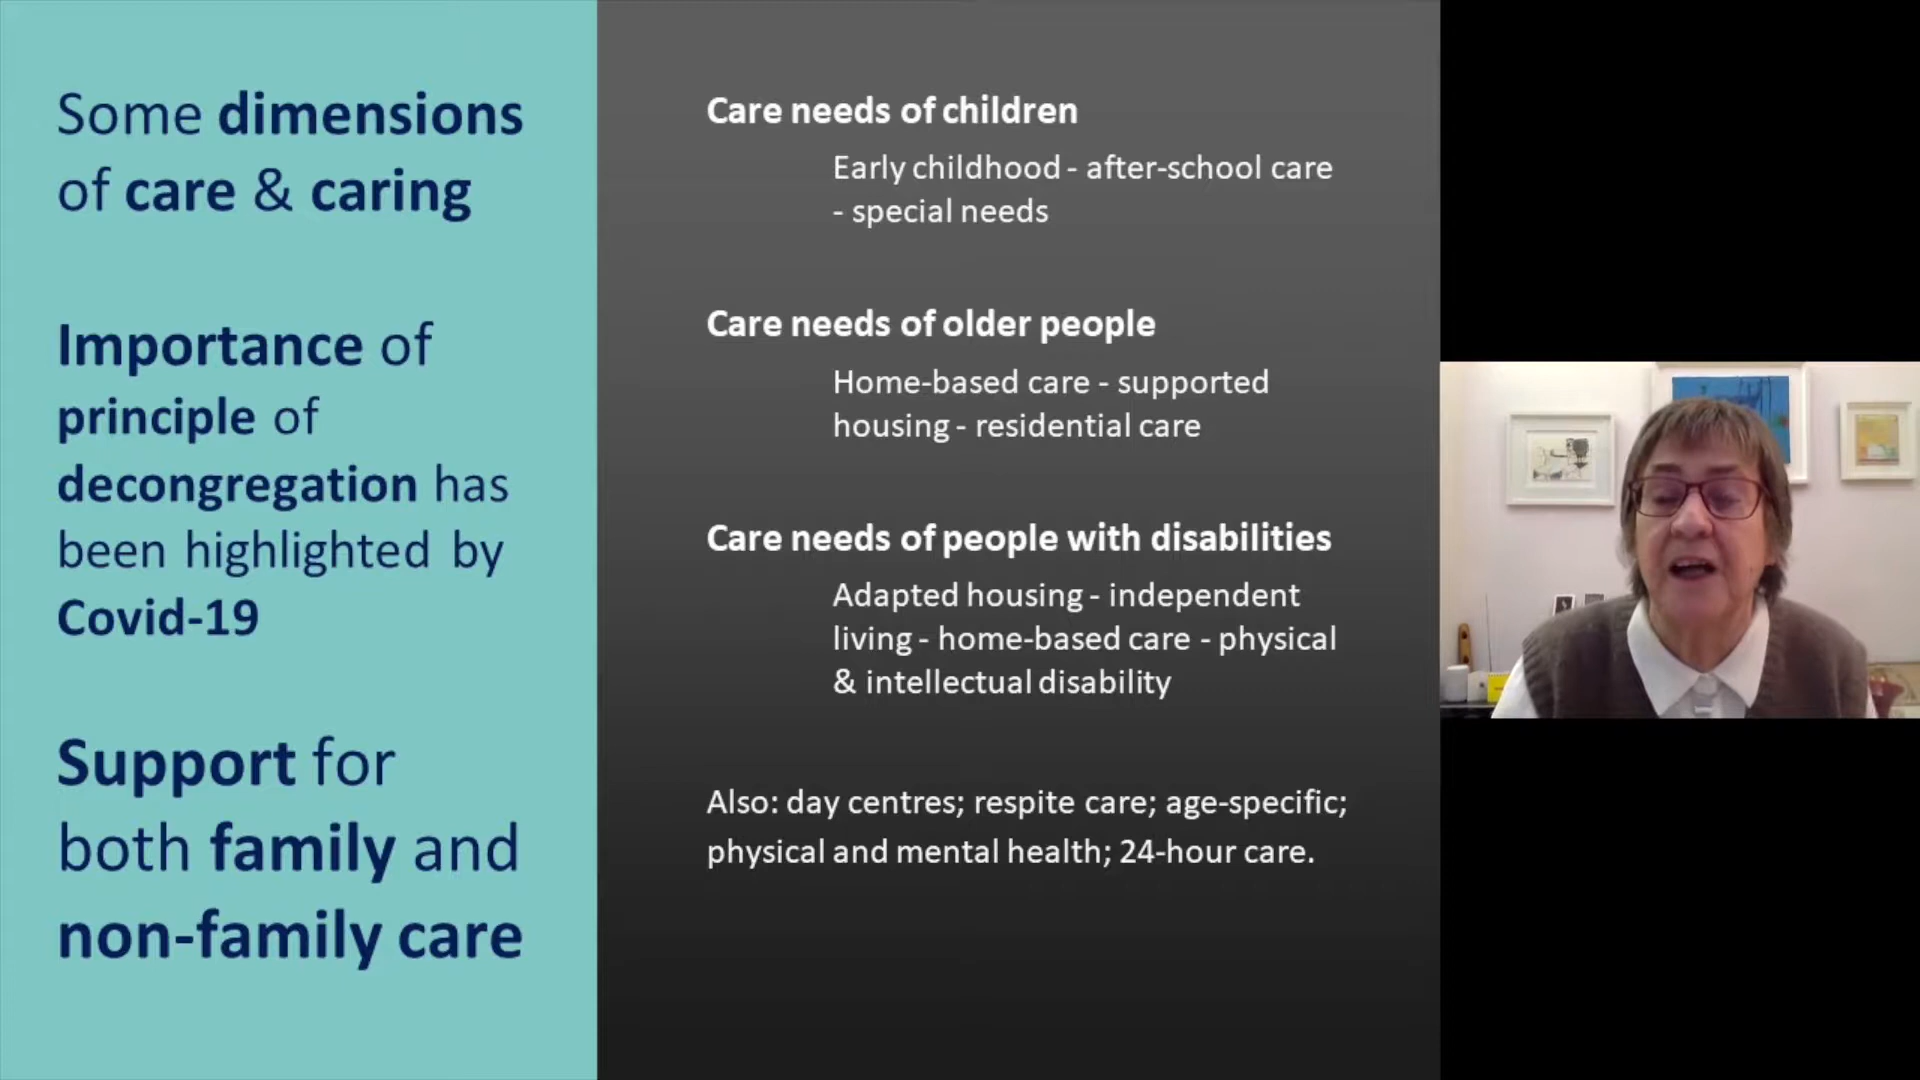 Some dimensions
of care & caring
Importance of
principle of
decongregation has
been highlighted by
Covid-19
Support for
both family and
non-family care
Care needs of children
Early childhood - after-school care
- special needs
Care needs of older people
Home-based care - supported
housing - residential care
Care needs of people with disabilities
Adapted housing - independent
living - home-based care - physical
& intellectual disability
Also: day centres; respite care; age-specific;
physical and mental health; 24-hour care.